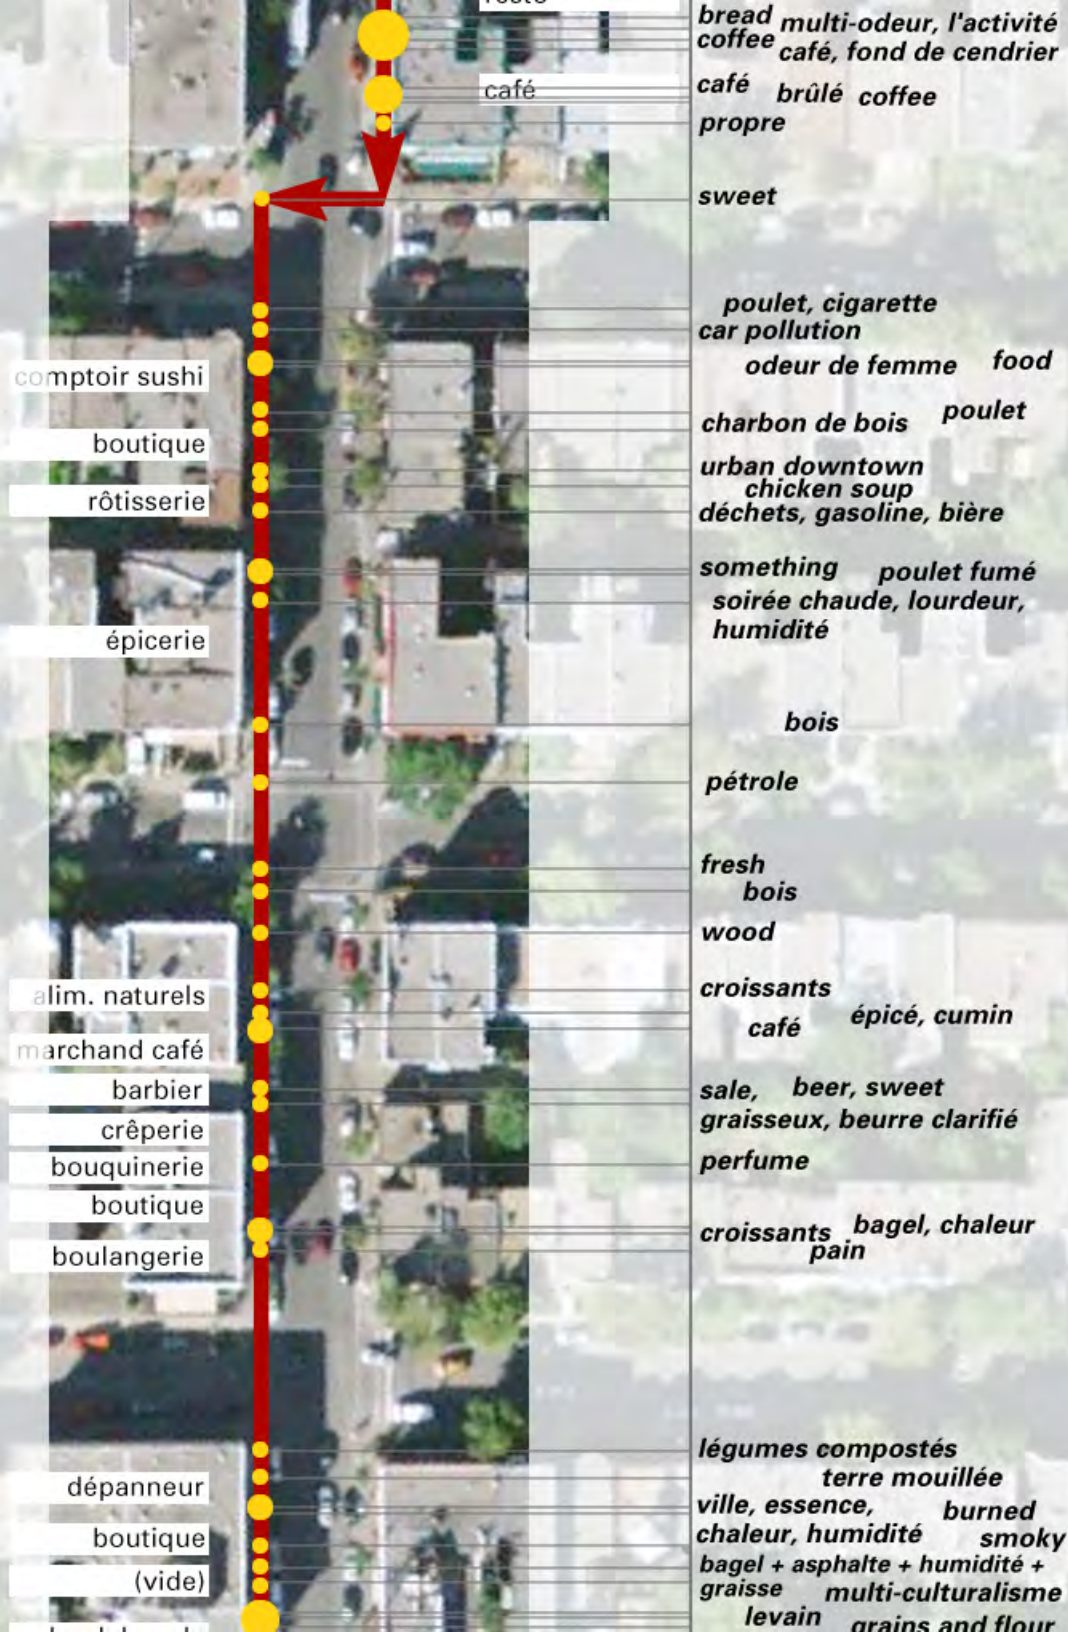 bread multi-odeur, l'activité
coffee café, fond de cendrier
café
café brûlé coffee
propre
sweet
poulet, cigarette
car pollution
odeur de femme food
comptoir sushi
charbon de bois poulet
boutique
urban downtown
chicken soup
rôtisserie
déchets, gasoline, bière
something poulet fumé
soirée chaude, lourdeur,
humidité
épicerie
bois
pétrole
fresh
bois
wood
croissants
alim. naturels
café épicé, cumin
marchand café
barbier
sale, beer, sweet
graisseux, beurre clarifié
crêperie
perfume
bouquinerie
boutique
croissants bagel, chaleur
pain
boulangerie
légumes compostés
terre mouillée
dépanneur
ville, essence, burned
chaleur, humidité smoky
boutique
bagel + asphalte + humidité +
(vide)
graisse multi-culturalisme
levain grains and flour